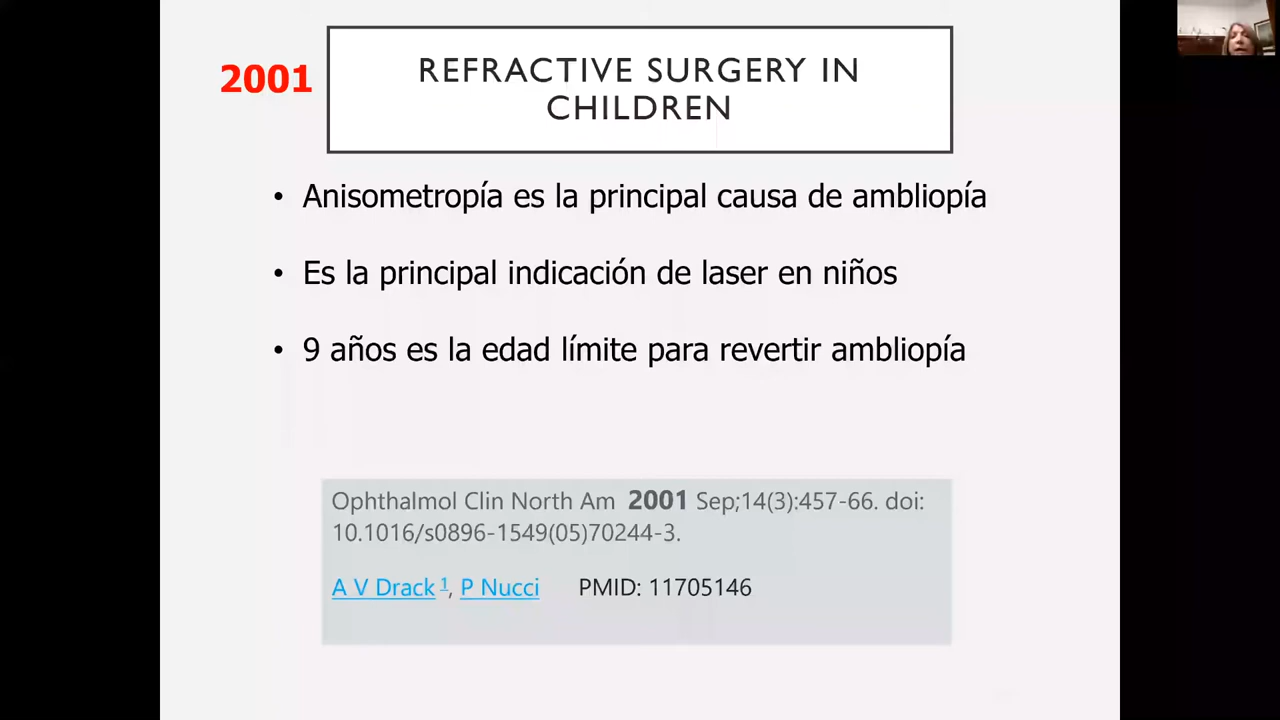 2001
REFRACTIVE SURGERY IN
CHILDREN
• Anisometropía es la principal causa de ambliopía
• Es la principal indicación de laser en niños
• 9 años es la edad límite para revertir ambliopía
Ophthalmol Clin North Am 2001 Sep;14(3):457-66. doi:
10.1016/s0896-1549(05)70244-3.
A V Drack 1, P Nucci PMID: 11705146